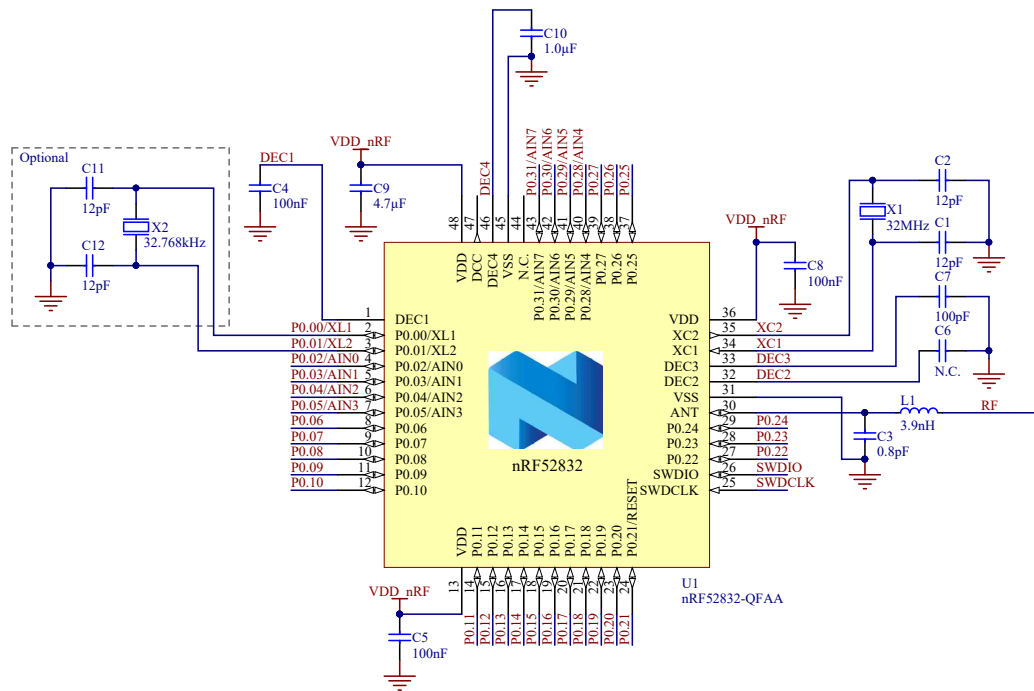 C10
1.0µF
Optional
C11
12pF
X2
32.768kHz
C12
12pF
DEC1
C4
100nF
VDD_nRF
C9
4.7µF
DEC4
P0.31/AIN7
P0.30/AIN6
P0.29/AIN5
P0.28/AIN4
P0.27
P0.26
P0.25
48
47
46
45
44
43
42
41
40
39
38
37
VDD
DCC
DEC4
VSS
N.C.
P0.31/AIN7
P0.30/AIN6
P0.29/AIN5
P0.28/AIN4
P0.27
P0.26
P0.25
VDD_nRF
C8
100nF
C2
12pF
X1
32MHz
C1
12pF
C7
100pF
C6
N.C.
1 DEC1
P0.00/XL1 2 P0.00/XL1
P0.01/XL2 3 P0.01/XL2
P0.02/AIN0 4 P0.02/AIN0
P0.03/AIN1 5 P0.03/AIN1
P0.04/AIN2 6 P0.04/AIN2
P0.05/AIN3 7 P0.05/AIN3
P0.06 8 P0.06
P0.07 9 P0.07
P0.08 10 P0.08
P0.09 11 P0.09
P0.10 12 P0.10
nRF52832
VDD 36
XC2 35 XC2
XC1 34 XC1
DEC3 33 DEC3
DEC2 32 DEC2
VSS 31
ANT 30
P0.24 29 P0.24
P0.23 28 P0.23
P0.22 27 P0.22
SWDIO 26 SWDIO
SWDCLK 25 SWDCLK
L1
3.9nH
RF
C3
0.8pF
VDD
P0.11
P0.12
P0.13
P0.14
P0.15
P0.16
P0.17
P0.18
P0.19
P0.20
P0.21/RESET
13
14
15
16
17
18
19
20
21
22
23
24
P0.11
P0.12
P0.13
P0.14
P0.15
P0.16
P0.17
P0.18
P0.19
P0.20
P0.21
VDD_nRF
C5
100nF
U1
nRF52832-QFAA